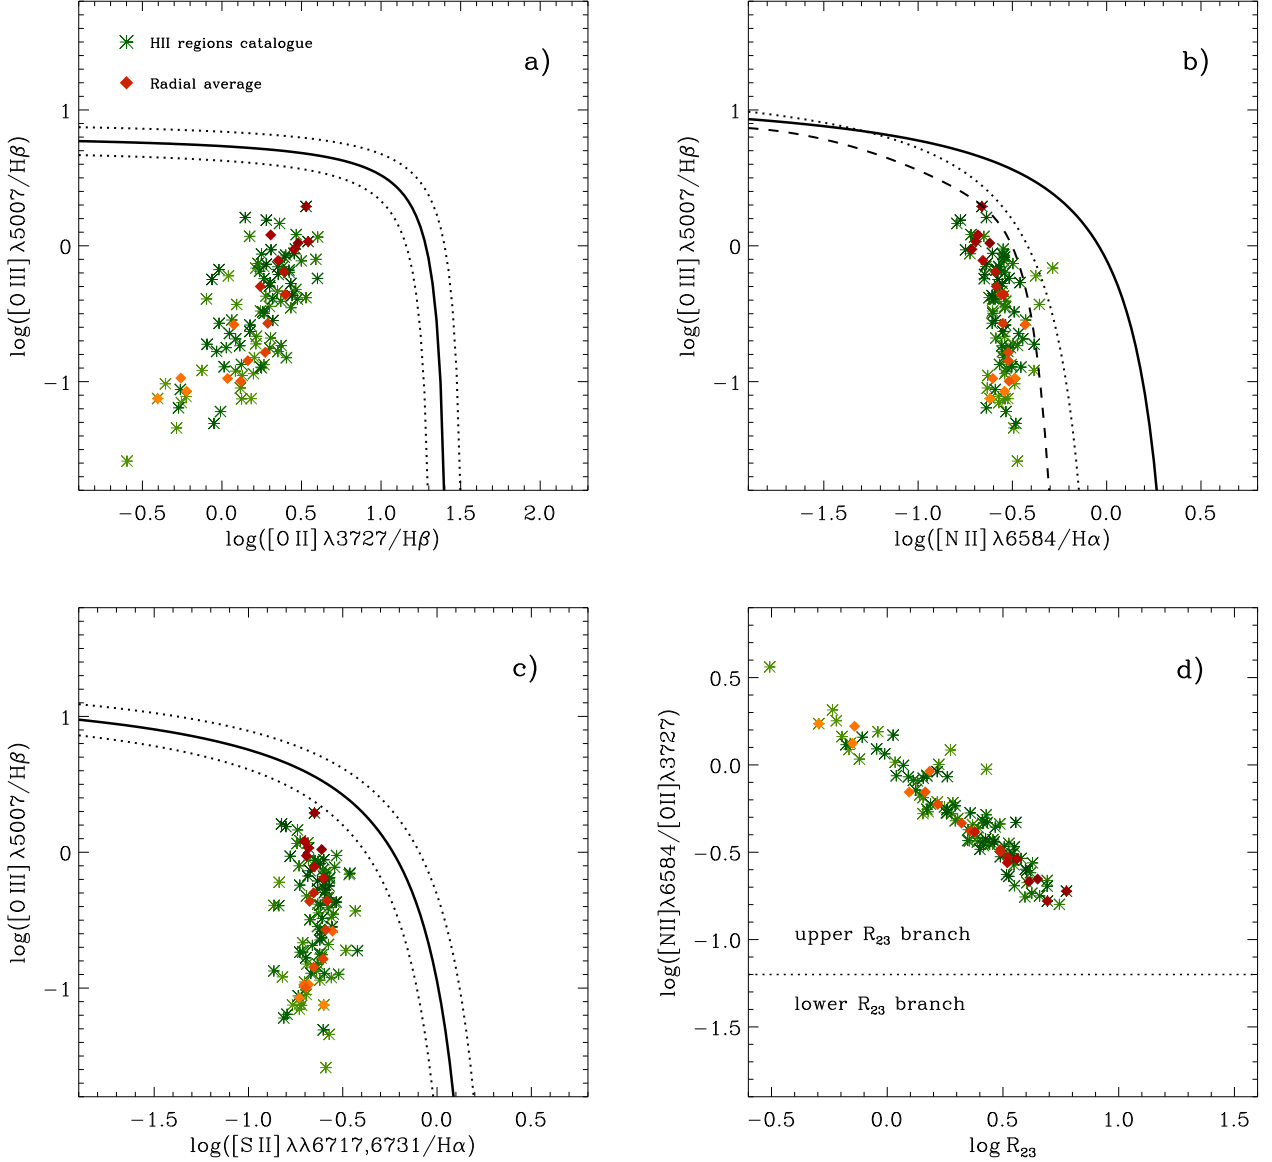 HII regions catalogue
Radial average
a)
1
0
−1
log([O III] λ5007/Hβ)
−0.5 0.0 0.5 1.0 1.5 2.0
log([O II] λ3727/Hβ)
b)
1
0
−1
log([O III] λ5007/Hβ)
−1.5 −1.0 −0.5 0.0 0.5
log([N II] λ6584/Hα)
c)
1
0
−1
log([O III] λ5007/Hβ)
−1.5 −1.0 −0.5 0.0 0.5
log([S II] λλ6717,6731/Hα)
d)
0.5
0.0
−0.5
−1.0
−1.5
log([NII]λ6584/[OII]λ3727)
upper R₂₃ branch
lower R₂₃ branch
−0.5 0.0 0.5 1.0 1.5
log R₂₃